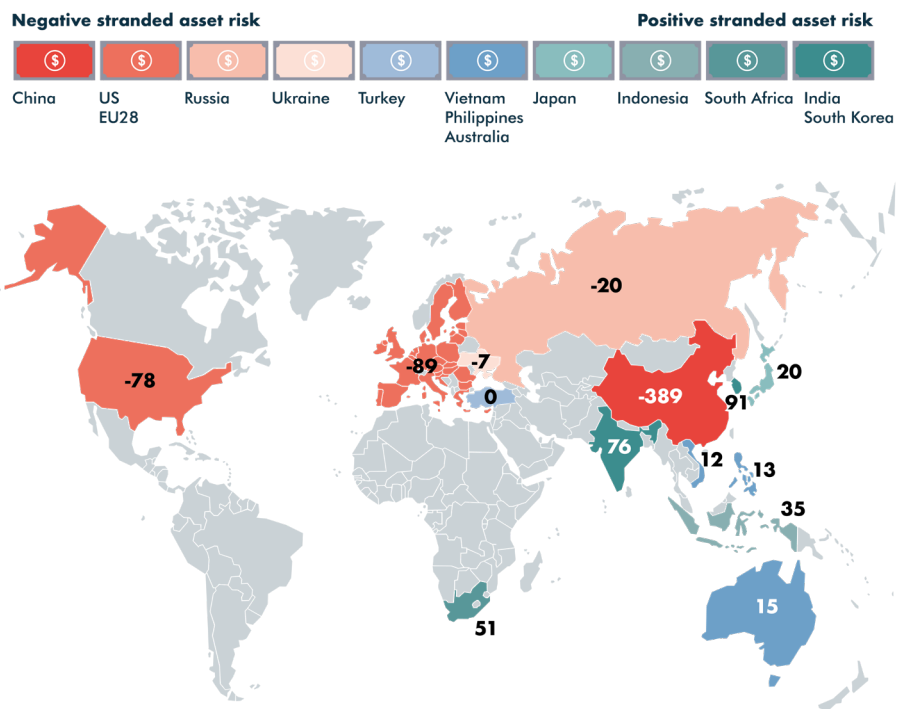 Negative stranded asset risk
Positive stranded asset risk
$ $ $ $ $ $ $ $ $ $
China
US
EU28
Russia
Ukraine
Turkey
Vietnam
Philippines
Australia
Japan
Indonesia
South Africa
India
South Korea
-20
-7
-89
-78
0
-389
20
91
76
12
13
35
15
51